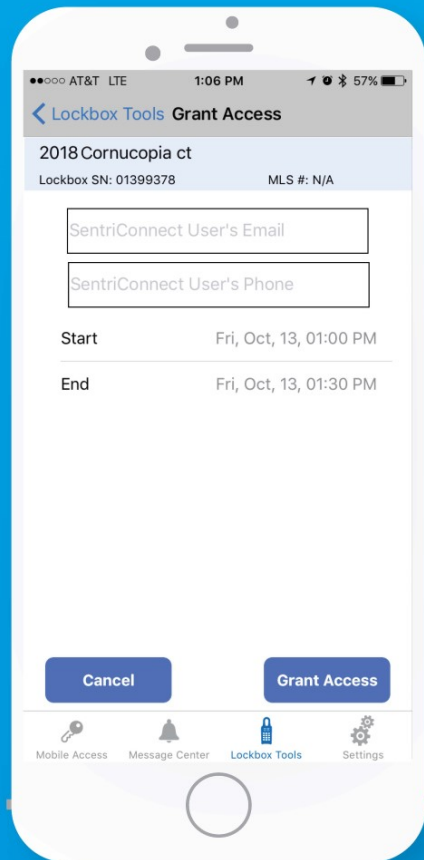 ●●○○○ AT&T LTE 1:06 PM 57%
Lockbox Tools Grant Access
2018 Cornucopia ct
Lockbox SN: 01399378 MLS #: N/A
SentriConnect User's Email
SentriConnect User's Phone
Start Fri, Oct, 13, 01:00 PM
End Fri, Oct, 13, 01:30 PM
Cancel Grant Access
Mobile Access Message Center Lockbox Tools Settings